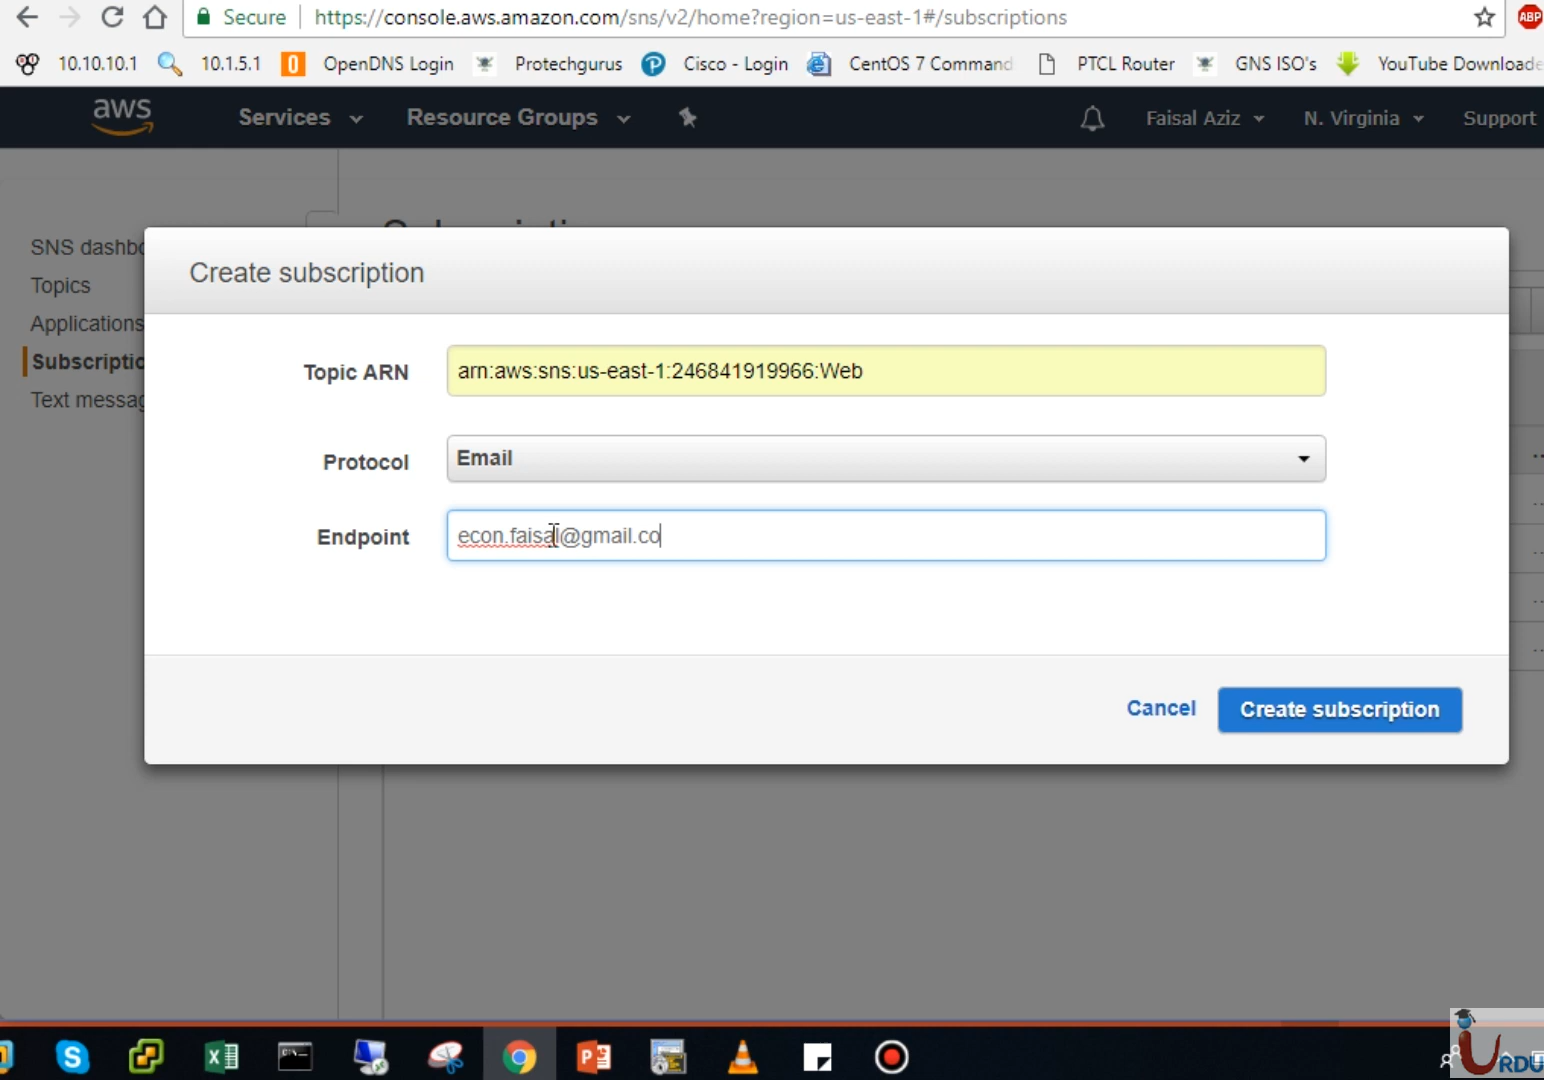 Secure https://console.aws.amazon.com/sns/v2/home?region=us-east-1#/subscriptions ABP
10.10.10.1 10.1.5.1 OpenDNS Login Protechgurus Cisco - Login CentOS 7 Command PTCL Router GNS ISO's YouTube Downloade
aws Services Resource Groups Faisal Aziz N. Virginia Support
SNS dashbo
Topics
Applications
Subscriptio
Text messag
Create subscription
Topic ARN arn:aws:sns:us-east-1:246841919966:Web
Protocol Email
Endpoint econ.faisal@gmail.co
Cancel Create subscription
URDU